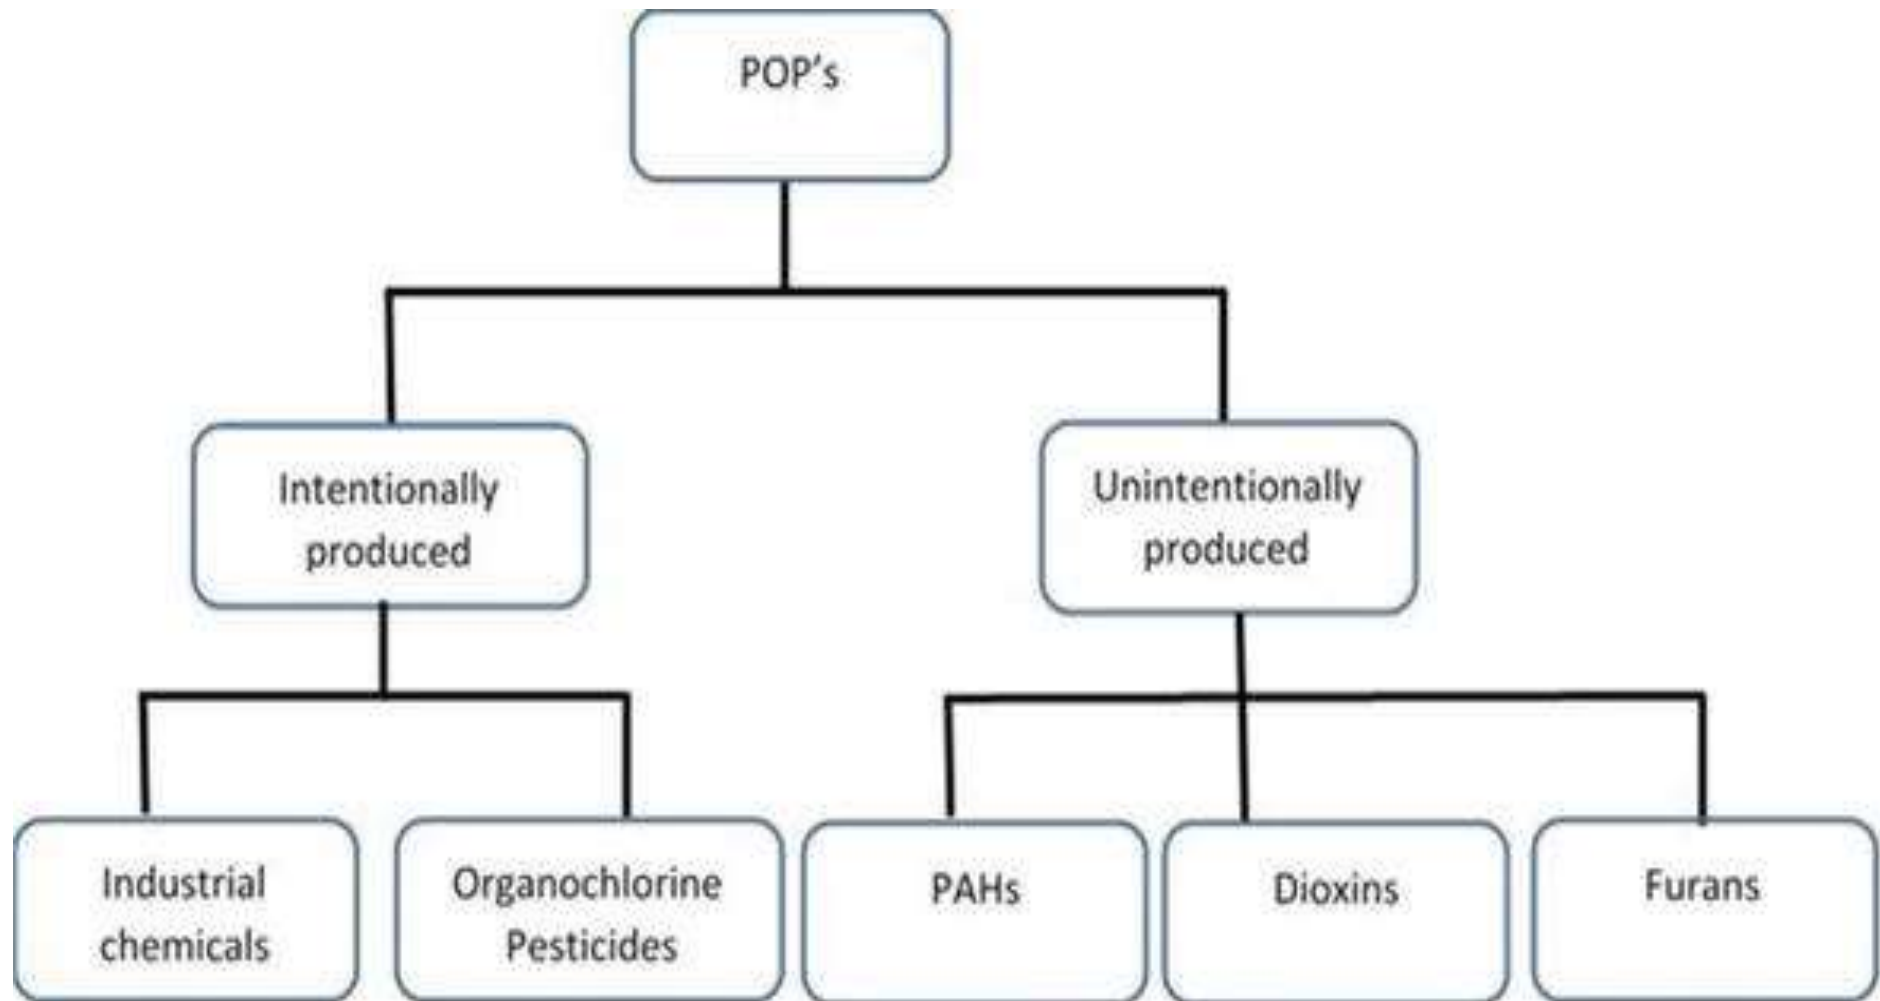 POP's
Intentionally
produced
Unintentionally
produced
Industrial
chemicals
Organochlorine
Pesticides
PAHs
Dioxins
Furans